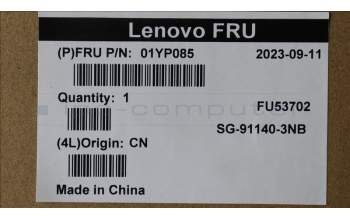 Lenovo FRU
(P)FRU P/N: 01YP085 2023-09-11
Quantity: 1
FU53702
SG-91140-3NB
(4L)Origin: CN
Made in China